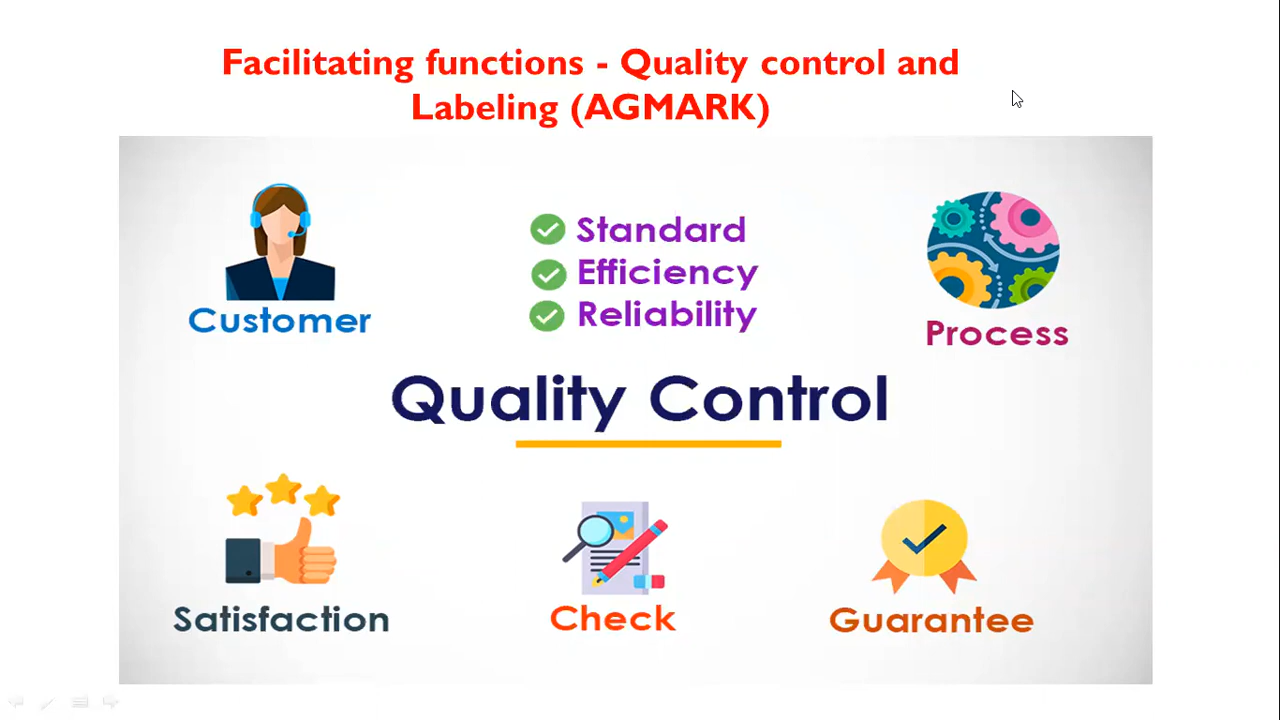 Facilitating functions - Quality control and
Labeling (AGMARK)
Standard
Efficiency
Reliability
Customer
Process
Quality Control
Satisfaction
Check
Guarantee